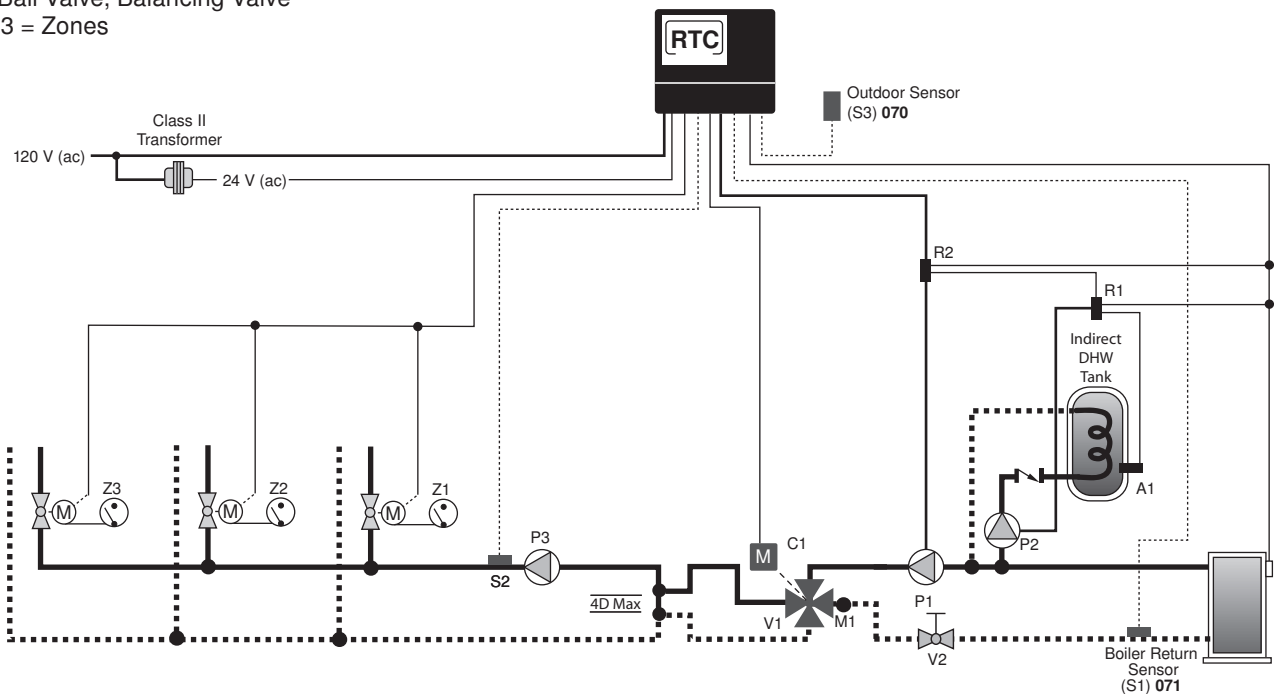 Ball Valve, Balancing Valve
3 = Zones
RTC
Outdoor Sensor
(S3) 070
Class II
Transformer
120 V (ac)
24 V (ac)
R2
R1
Indirect
DHW
Tank
Z3
Z2
Z1
A1
M
M
M
P3
M
C1
P2
S2
4D Max
V1
M1
P1
V2
Boiler Return
Sensor
(S1) 071